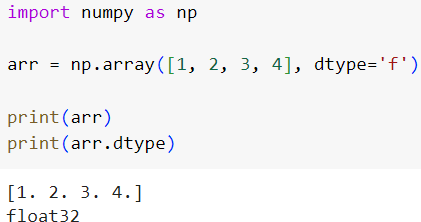 import numpy as np
arr = np.array([1, 2, 3, 4], dtype='f')
print(arr)
print(arr.dtype)
[1. 2. 3. 4.]
float32